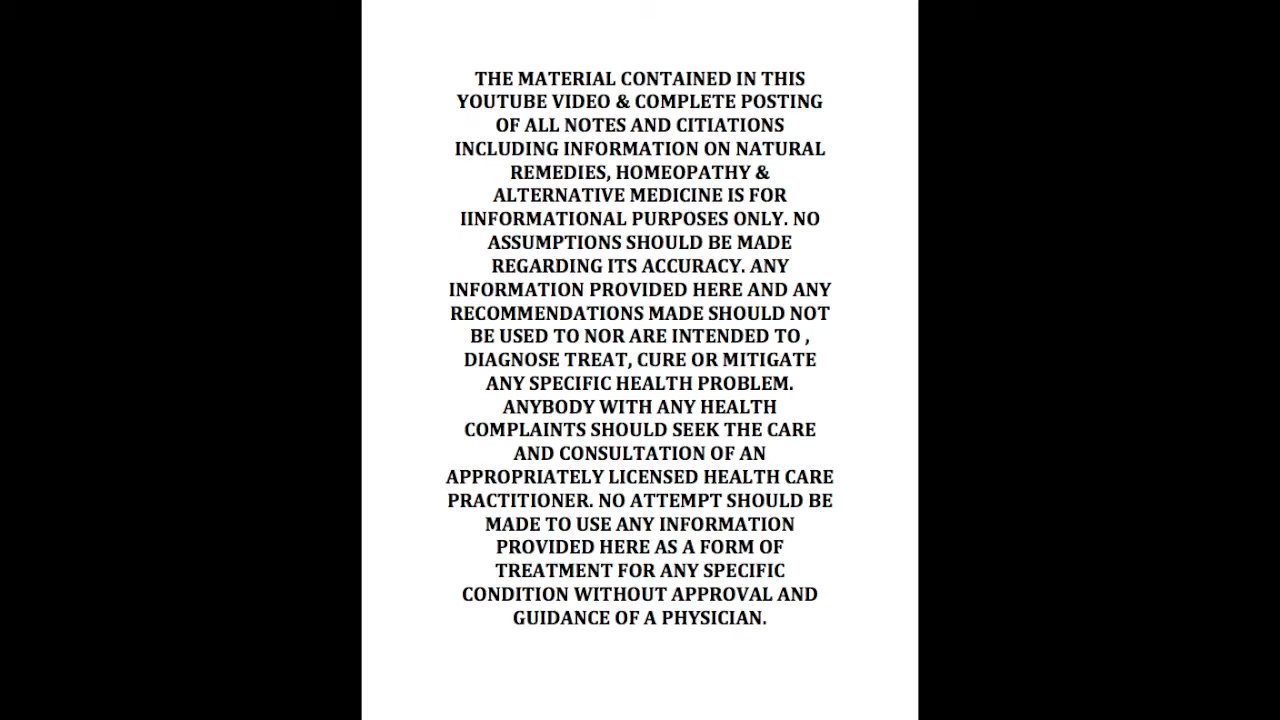 THE MATERIAL CONTAINED IN THIS
YOUTUBE VIDEO & COMPLETE POSTING
OF ALL NOTES AND CITIATIONS
INCLUDING INFORMATION ON NATURAL
REMEDIES, HOMEOPATHY &
ALTERNATIVE MEDICINE IS FOR
IINFORMATIONAL PURPOSES ONLY. NO
ASSUMPTIONS SHOULD BE MADE
REGARDING ITS ACCURACY. ANY
INFORMATION PROVIDED HERE AND ANY
RECOMMENDATIONS MADE SHOULD NOT
BE USED TO NOR ARE INTENDED TO ,
DIAGNOSE TREAT, CURE OR MITIGATE
ANY SPECIFIC HEALTH PROBLEM.
ANYBODY WITH ANY HEALTH
COMPLAINTS SHOULD SEEK THE CARE
AND CONSULTATION OF AN
APPROPRIATELY LICENSED HEALTH CARE
PRACTITIONER. NO ATTEMPT SHOULD BE
MADE TO USE ANY INFORMATION
PROVIDED HERE AS A FORM OF
TREATMENT FOR ANY SPECIFIC
CONDITION WITHOUT APPROVAL AND
GUIDANCE OF A PHYSICIAN.